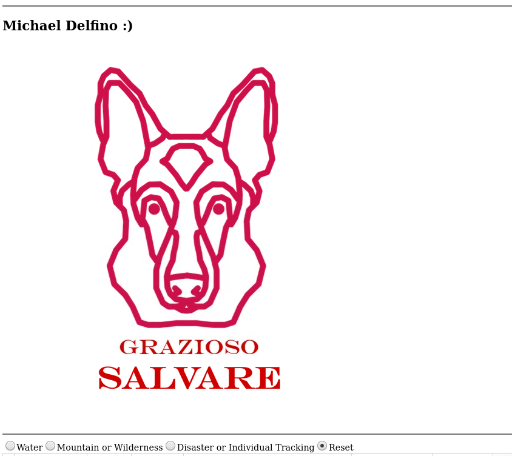 Michael Delfino :)
GRAZIOSO
SALVARE
Water Mountain or Wilderness Disaster or Individual Tracking Reset